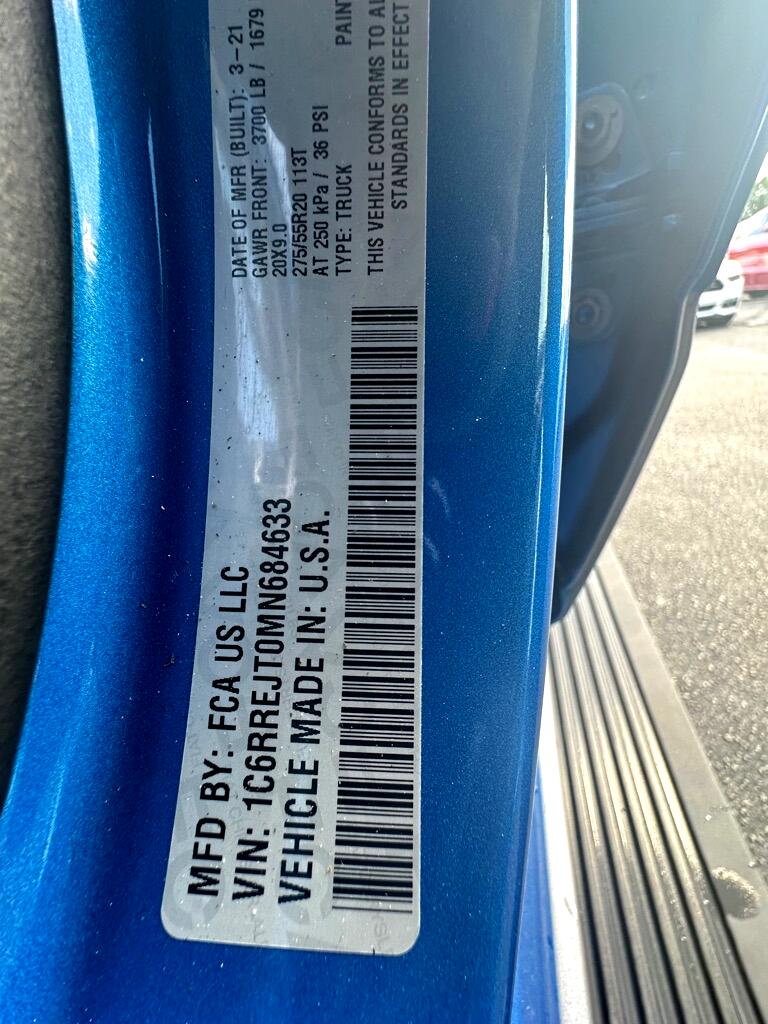 MFD BY: FCA US LLC
VIN: 1C6RREJT0MN684633
VEHICLE MADE IN: U.S.A.
DATE OF MFR (BUILT): 3-21
GAWR FRONT: 3700 LB / 1679
20X9.0
275/55R20 113T
AT 250 kPa / 36 PSI
TYPE: TRUCK PAINT
THIS VEHICLE CONFORMS TO
STANDARDS IN EFFECT